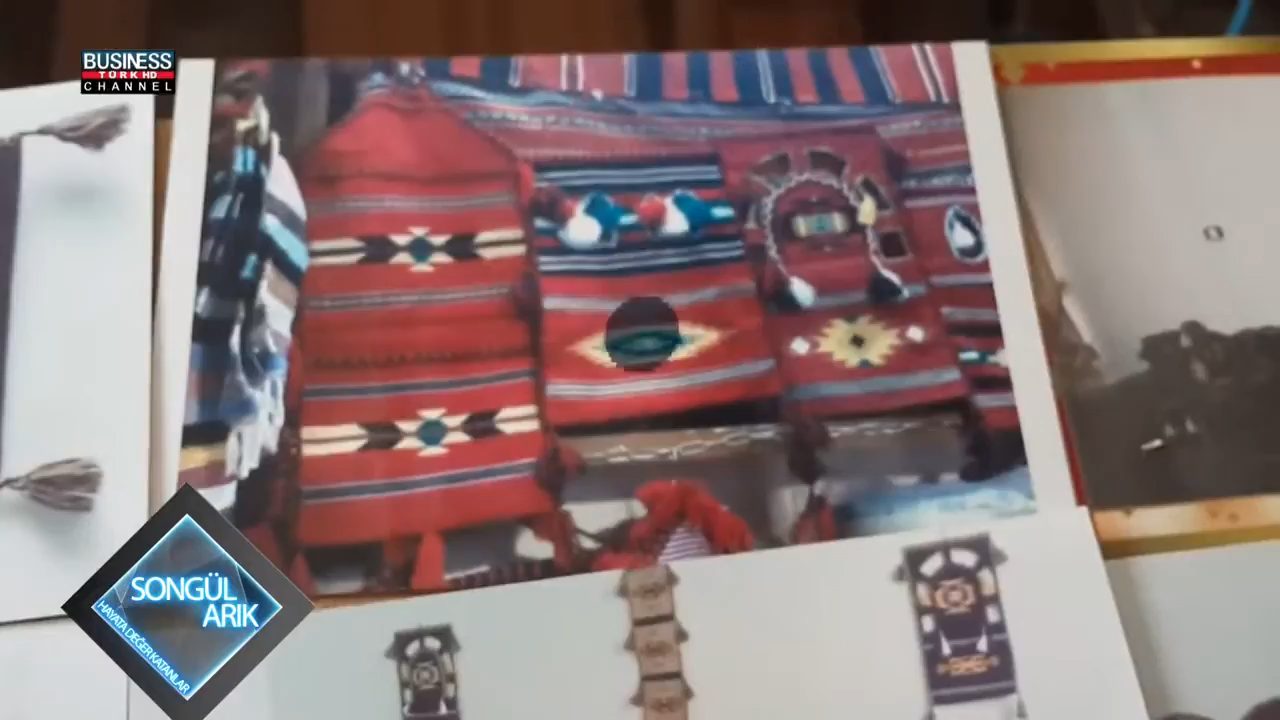 BUSINESS
TÜRK HD
CHANNEL
SONGÜL
ARIK
HAYATA DEĞER KATANLAR